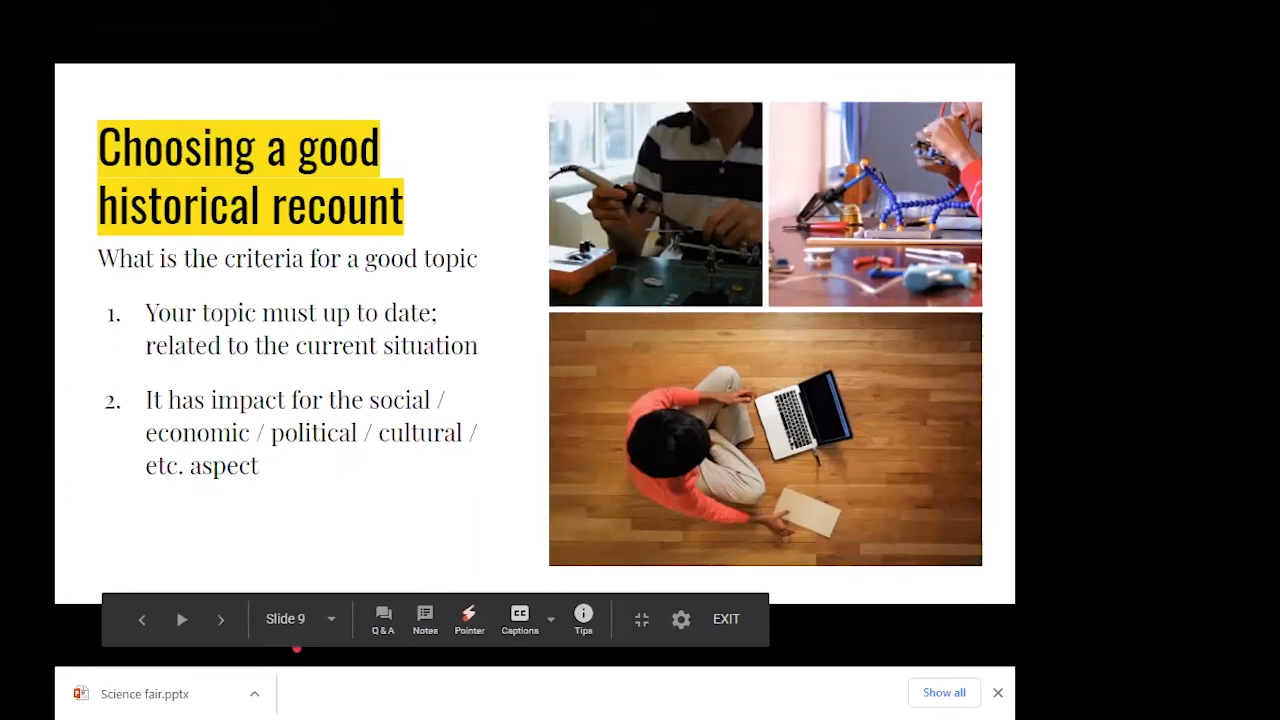 Choosing a good
historical recount
What is the criteria for a good topic
1. Your topic must up to date;
related to the current situation
2. It has impact for the social /
economic / political / cultural /
etc. aspect
Slide 9
Q & A
Notes
Pointer
CC
Captions
Tips
EXIT
Science fair.pptx
Show all